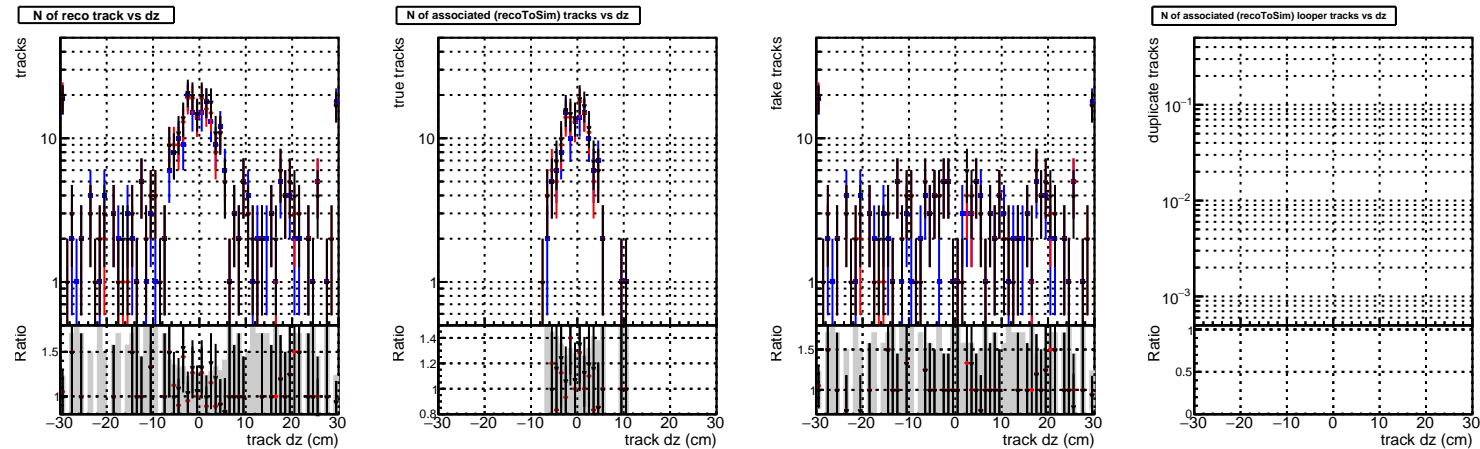 N of reco track vs dz
tracks
10
1
Ratio
1.5
1
−30 −20 −10 0 10 20 30
track dz (cm)
N of associated (recoToSim) tracks vs dz
true tracks
10
1
Ratio
1.4
1.2
1
0.8
−30 −20 −10 0 10 20 30
track dz (cm)
fake tracks
10
1
Ratio
1.5
1
−30 −20 −10 0 10 20 30
track dz (cm)
N of associated (recoToSim) looper tracks vs dz
duplicate tracks
10⁻¹
10⁻²
10⁻³
Ratio
1
0.5
0
−30 −20 −10 0 10 20 30
track dz (cm)